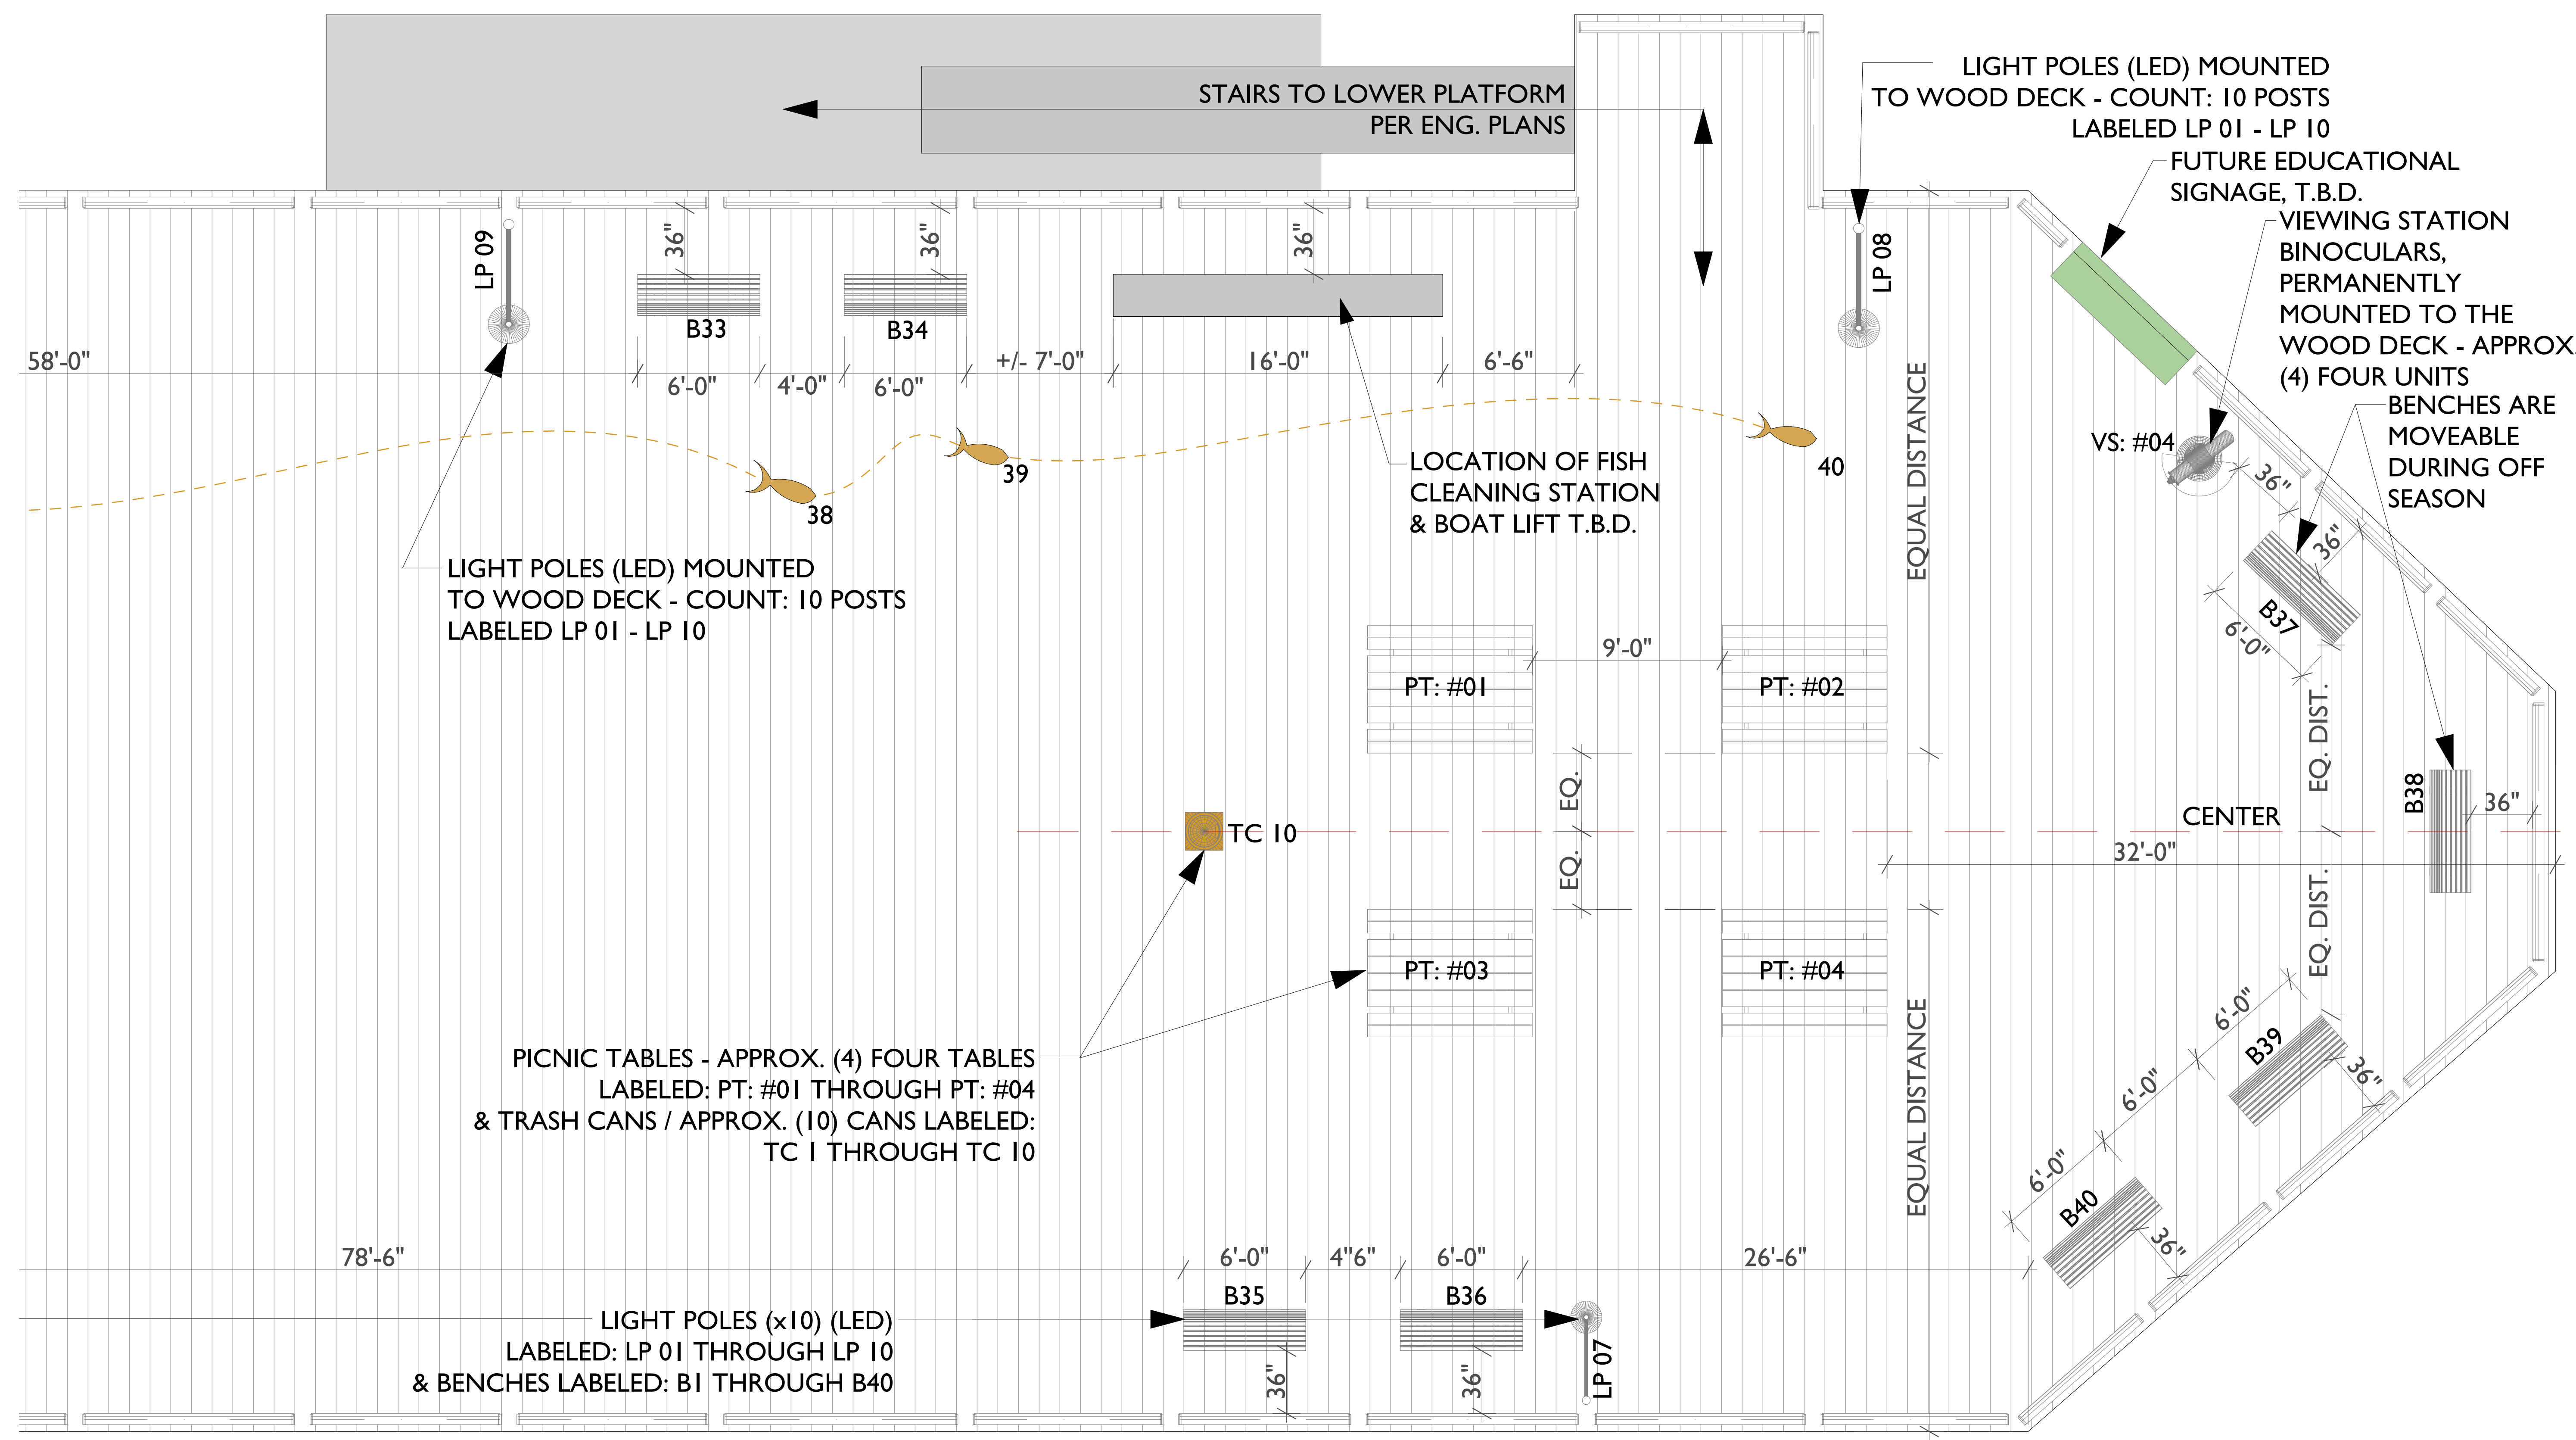 STAIRS TO LOWER PLATFORM
PER ENG. PLANS
LIGHT POLES (LED) MOUNTED
TO WOOD DECK - COUNT: 10 POSTS
LABELED LP 01 - LP 10
FUTURE EDUCATIONAL
SIGNAGE, T.B.D.
VIEWING STATION
BINOCULARS,
PERMANENTLY
MOUNTED TO THE
WOOD DECK - APPROX.
(4) FOUR UNITS
BENCHES ARE
MOVEABLE
DURING OFF
SEASON
LP 09
36"
36"
36"
LP 08
B33
B34
58'-0"
6'-0"
4'-0"
6'-0"
+/- 7'-0"
16'-0"
6'-6"
EQUAL DISTANCE
VS: #04
36"
36"
38
39
40
LOCATION OF FISH
CLEANING STATION
& BOAT LIFT T.B.D.
LIGHT POLES (LED) MOUNTED
TO WOOD DECK - COUNT: 10 POSTS
LABELED LP 01 - LP 10
B37
6'-0"
9'-0"
PT: #01
PT: #02
EQ. DIST.
EQ.
B38
36"
CENTER
TC 10
32'-0"
EQ.
EQ. DIST.
PT: #03
PT: #04
6'-0"
B39
36"
6'-0"
EQUAL DISTANCE
PICNIC TABLES - APPROX. (4) FOUR TABLES
LABELED: PT: #01 THROUGH PT: #04
& TRASH CANS / APPROX. (10) CANS LABELED:
TC 1 THROUGH TC 10
6'-0"
B40
36"
78'-6"
6'-0"
4"6"
6'-0"
26'-6"
B35
B36
LIGHT POLES (x10) (LED)
LABELED: LP 01 THROUGH LP 10
& BENCHES LABELED: B1 THROUGH B40
36"
36"
LP 07